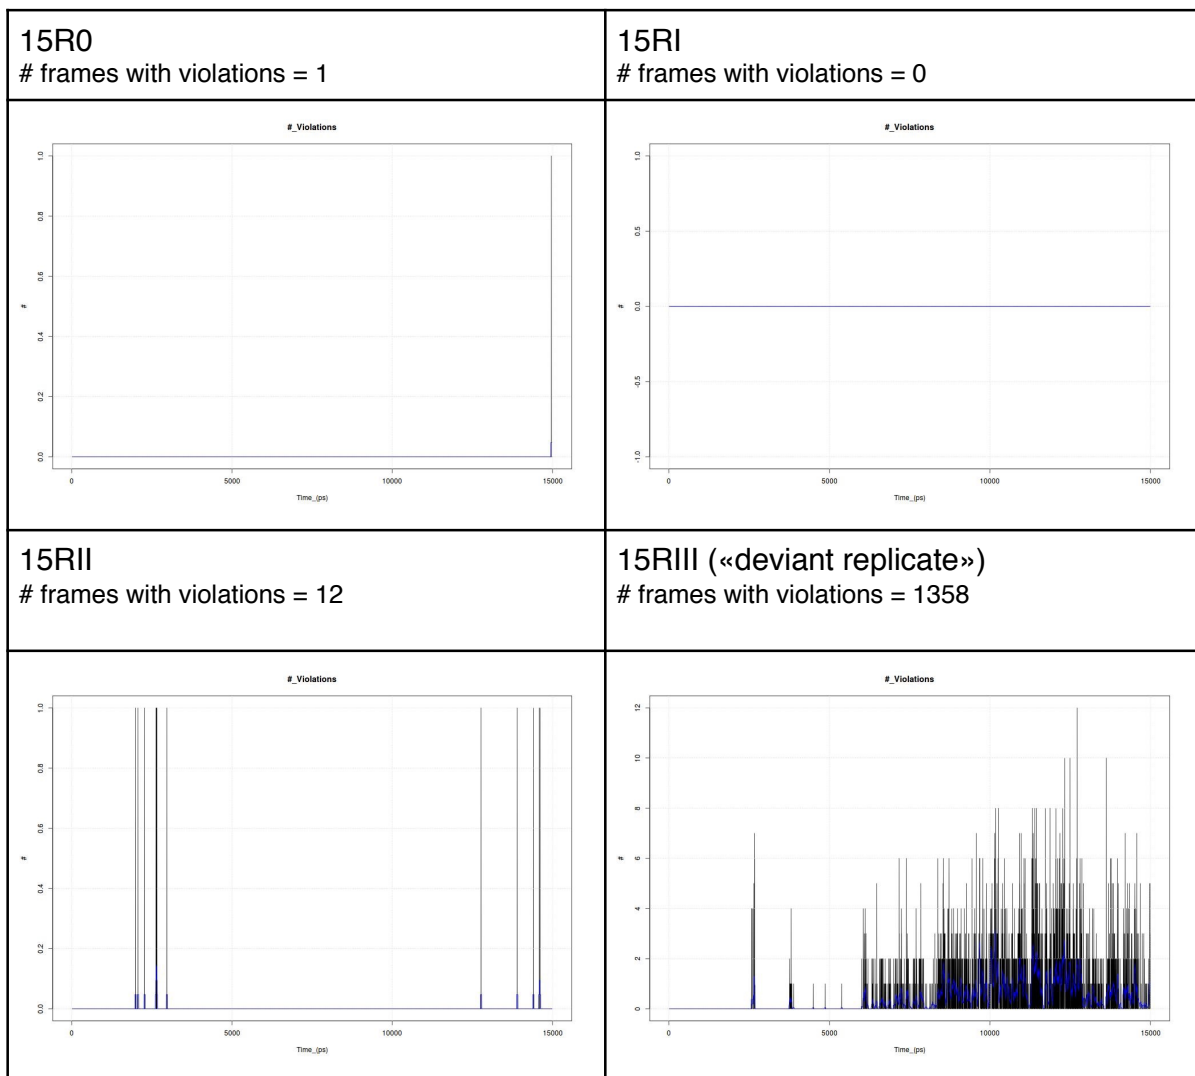 15R0
# frames with violations = 1
15RI
# frames with violations = 0
#_Violations
1.0
0.8
0.6
#
0.4
0.2
0.0
0
5000
10000
15000
Time_(ps)
#_Violations
1.0
0.5
#
0.0
-0.5
-1.0
0
5000
10000
15000
Time_(ps)
15RII
# frames with violations = 12
15RIII («deviant replicate»)
# frames with violations = 1358
#_Violations
1.0
0.8
0.6
#
0.4
0.2
0.0
0
5000
10000
15000
Time_(ps)
#_Violations
12
10
8
6
#
4
2
0
0
5000
10000
15000
Time_(ps)